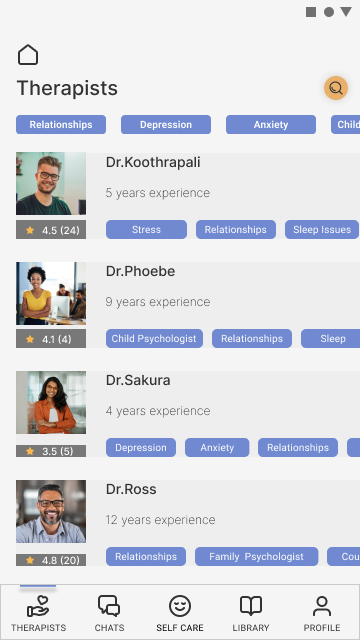 Therapists
Relationships Depression Anxiety Child
Dr.Koothrapali
5 years experience
4.5 (24) Stress Relationships Sleep Issues
Dr.Phoebe
9 years experience
4.1 (4) Child Psychologist Relationships Sleep
Dr.Sakura
4 years experience
3.5 (5) Depression Anxiety Relationships
Dr.Ross
12 years experience
4.8 (20) Relationships Family Psychologist Cou
THERAPISTS CHATS SELF CARE LIBRARY PROFILE